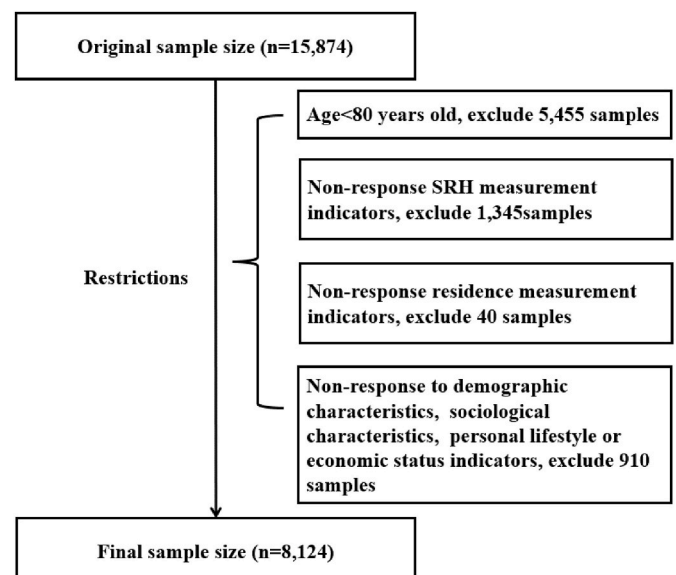 Original sample size (n=15,874)
Age<80 years old, exclude 5,455 samples
Non-response SRH measurement
indicators, exclude 1,345samples
Restrictions
Non-response residence measurement
indicators, exclude 40 samples
Non-response to demographic
characteristics, sociological
characteristics, personal lifestyle or
economic status indicators, exclude 910
samples
Final sample size (n=8,124)